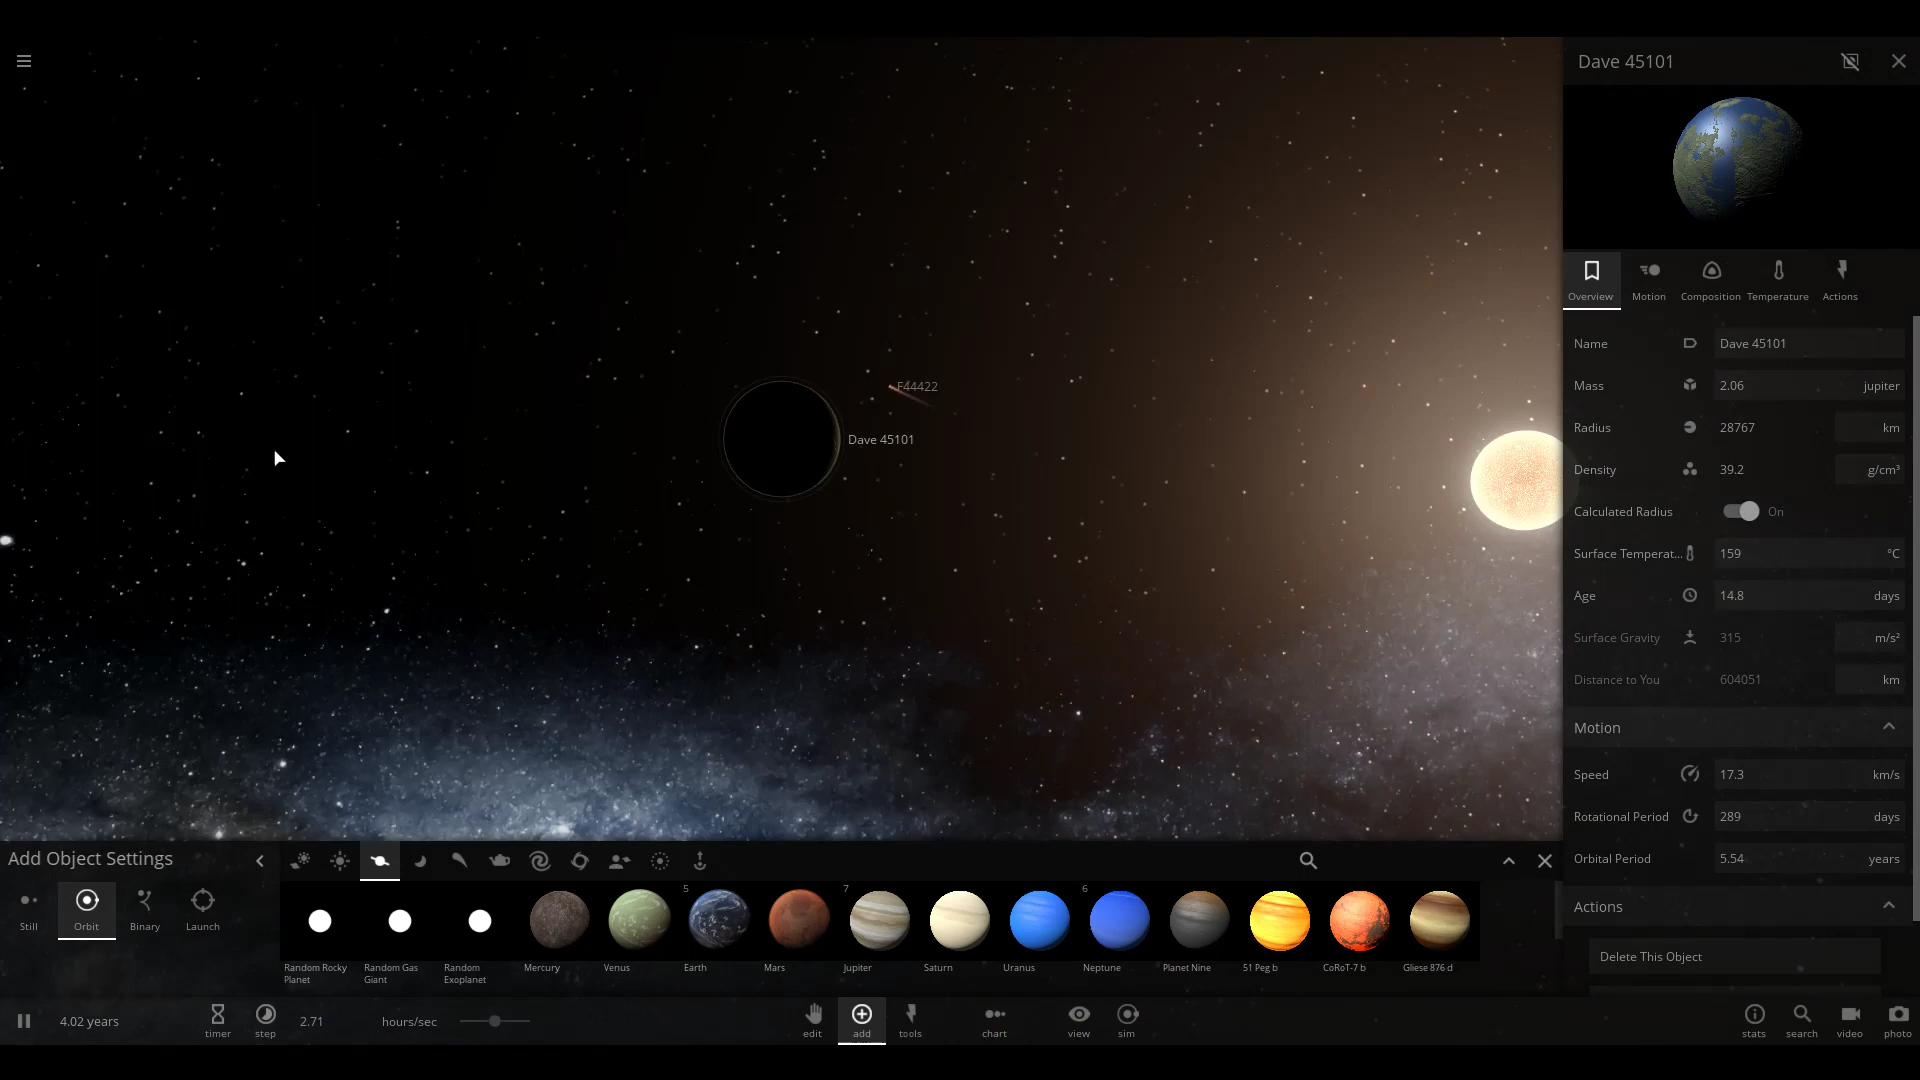 Dave 45101
F44422
Dave 45101
Overview Motion Composition Temperature Actions
Name Dave 45101
Mass 2.06 jupiter
Radius 28767 km
Density 39.2 g/cm³
Calculated Radius On
Surface Temperat... 159 °C
Age 14.8 days
Surface Gravity 315 m/s²
Distance to You 604051 km
Motion
Speed 17.3 km/s
Rotational Period 289 days
Orbital Period 5.54 years
Actions
Delete This Object
Add Object Settings
Still Orbit Binary Launch
5 7 6
Random Rocky Planet
Random Gas Giant
Random Exoplanet
Mercury Venus Earth Mars Jupiter Saturn Uranus Neptune Planet Nine 51 Peg b CoRoT-7 b Gliese 876 d
4.02 years timer step 2.71 hours/sec edit add tools chart view sim stats search video photo